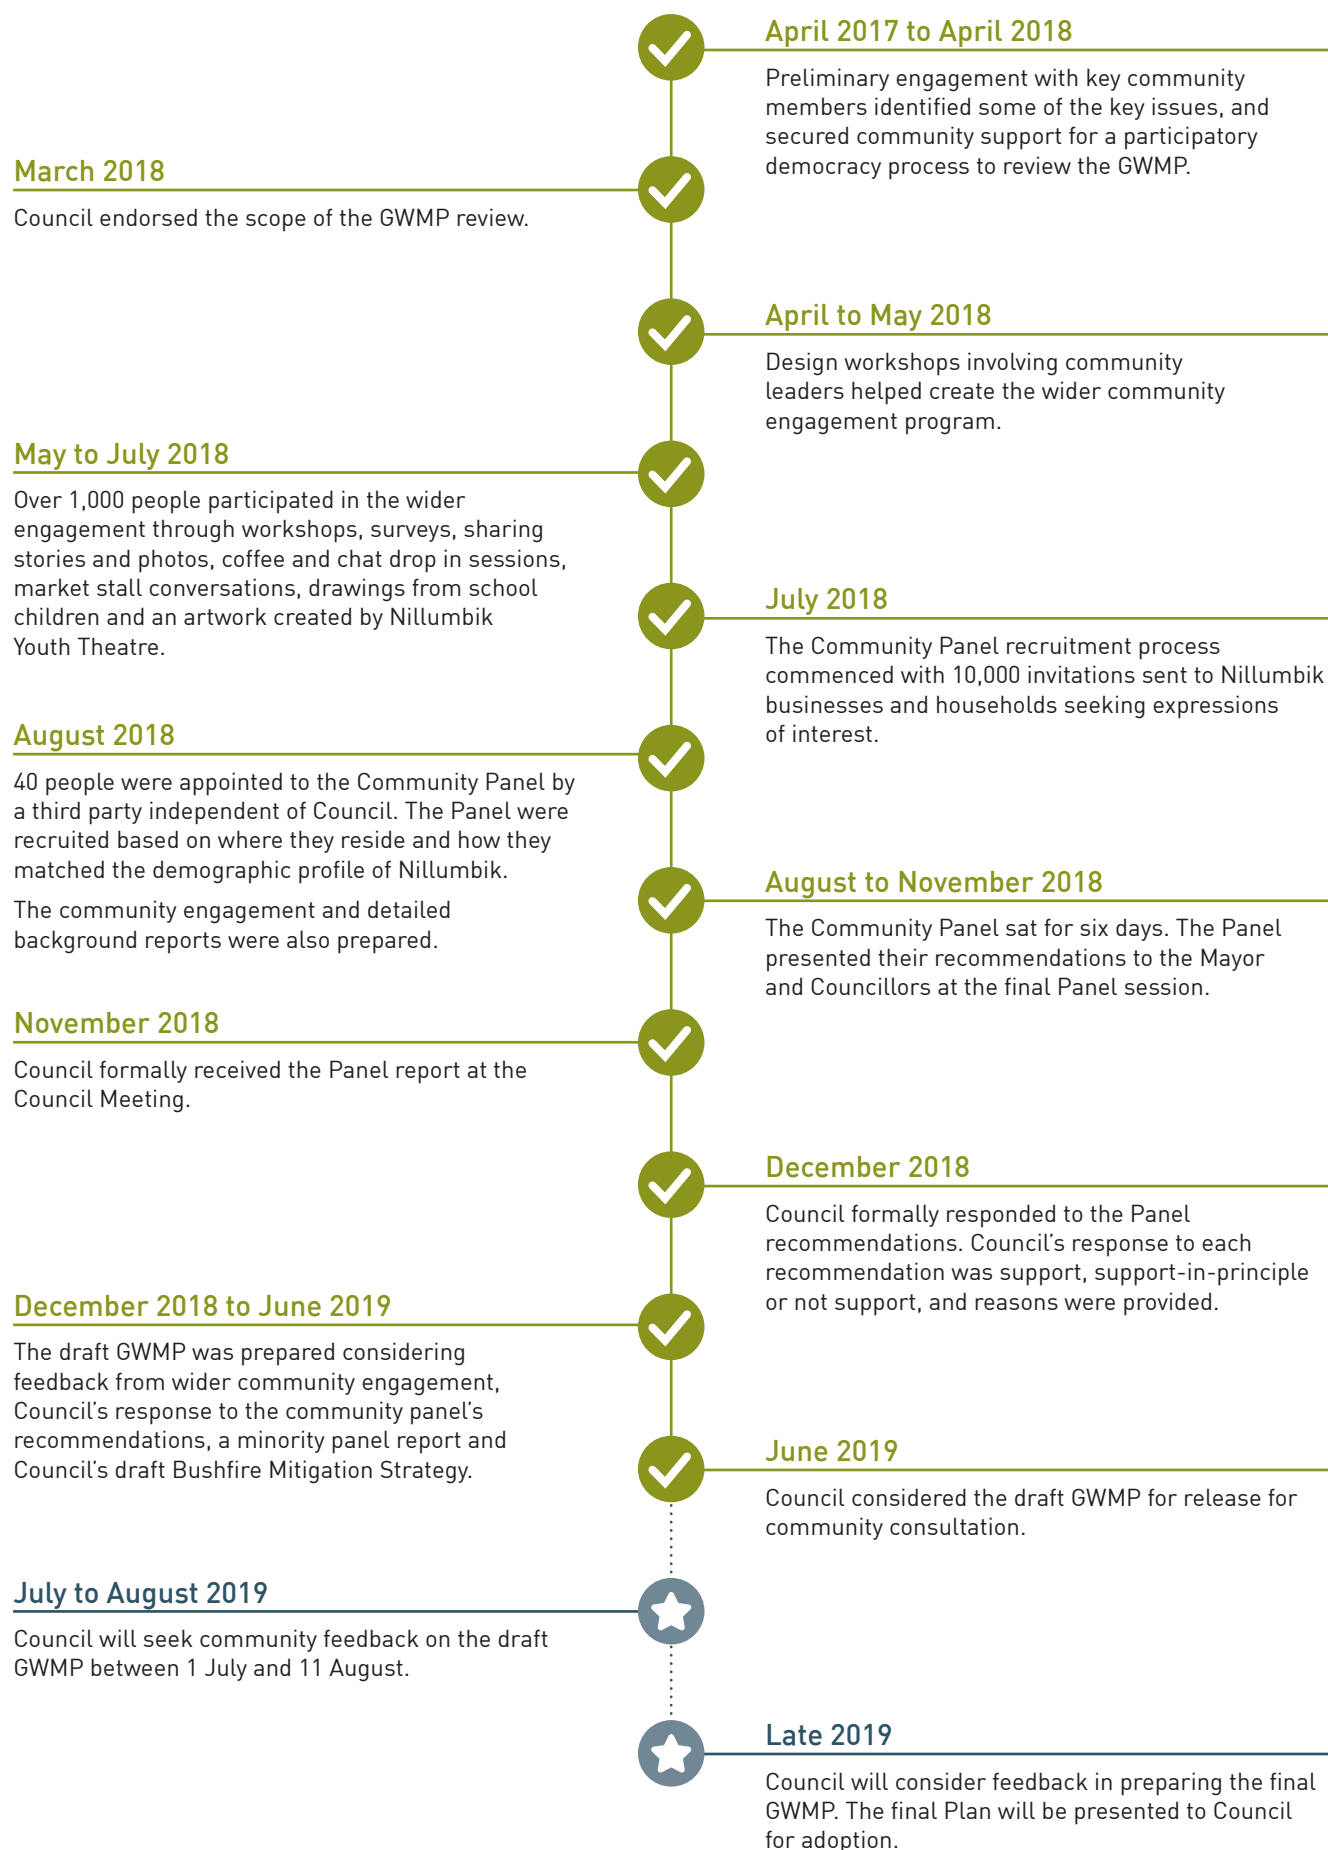 April 2017 to April 2018
Preliminary engagement with key community
members identified some of the key issues, and
secured community support for a participatory
democracy process to review the GWMP.
March 2018
Council endorsed the scope of the GWMP review.
April to May 2018
Design workshops involving community
leaders helped create the wider community
engagement program.
May to July 2018
Over 1,000 people participated in the wider
engagement through workshops, surveys, sharing
stories and photos, coffee and chat drop in sessions,
market stall conversations, drawings from school
children and an artwork created by Nillumbik
Youth Theatre.
July 2018
The Community Panel recruitment process
commenced with 10,000 invitations sent to Nillumbik
businesses and households seeking expressions
of interest.
August 2018
40 people were appointed to the Community Panel by
a third party independent of Council. The Panel were
recruited based on where they reside and how they
matched the demographic profile of Nillumbik.
The community engagement and detailed
background reports were also prepared.
August to November 2018
The Community Panel sat for six days. The Panel
presented their recommendations to the Mayor
and Councillors at the final Panel session.
November 2018
Council formally received the Panel report at the
Council Meeting.
December 2018
Council formally responded to the Panel
recommendations. Council’s response to each
recommendation was support, support-in-principle
or not support, and reasons were provided.
December 2018 to June 2019
The draft GWMP was prepared considering
feedback from wider community engagement,
Council’s response to the community panel’s
recommendations, a minority panel report and
Council’s draft Bushfire Mitigation Strategy.
June 2019
Council considered the draft GWMP for release for
community consultation.
July to August 2019
Council will seek community feedback on the draft
GWMP between 1 July and 11 August.
Late 2019
Council will consider feedback in preparing the final
GWMP. The final Plan will be presented to Council
for adoption.